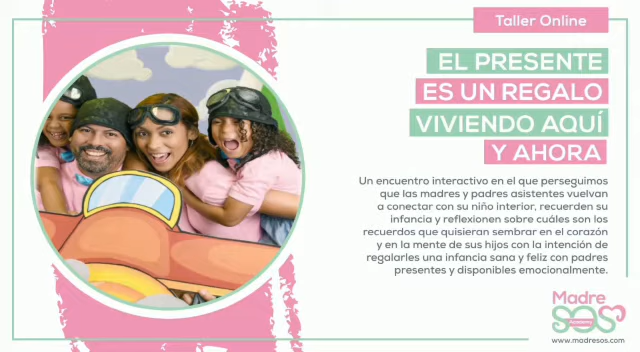 Taller Online
EL PRESENTE
ES UN REGALO
VIVIENDO AQUÍ
Y AHORA
Un encuentro interactivo en el que perseguimos
que las madres y padres asistentes vuelvan
a conectar con su niño interior, recuerden su
infancia y reflexionen sobre cuáles son los
recuerdos que quisieran sembrar en el corazón
y en la mente de sus hijos con la intención de
regalarles una infancia sana y feliz con padres
presentes y disponibles emocionalmente.
Madre
SOS
www.madresos.com